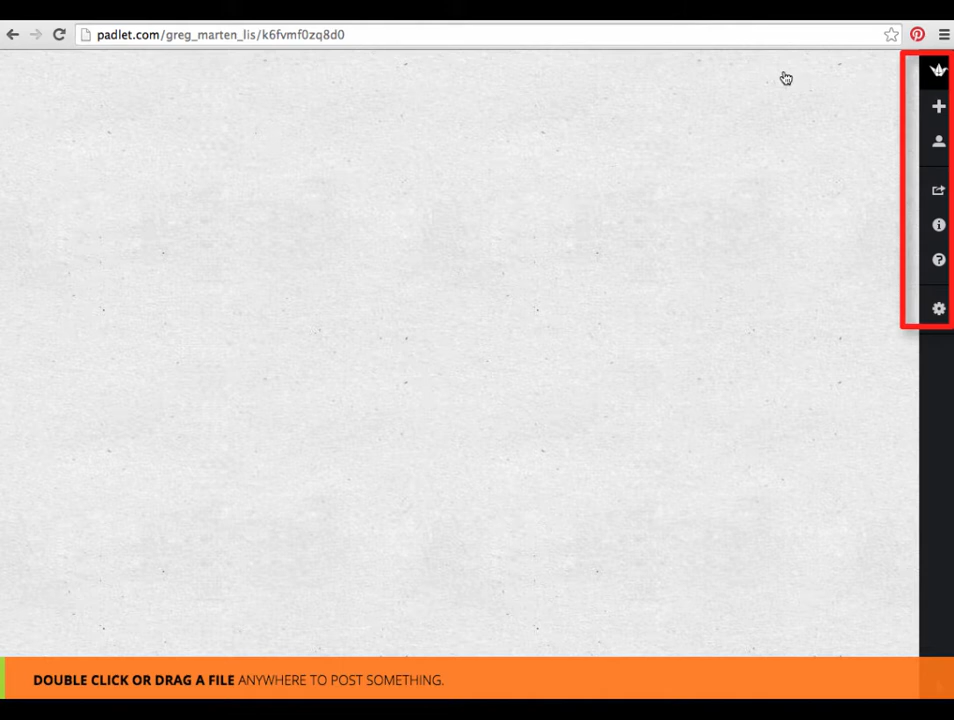 padlet.com/greg_marten_lis/k6fvmf0zq8d0
DOUBLE CLICK OR DRAG A FILE ANYWHERE TO POST SOMETHING.